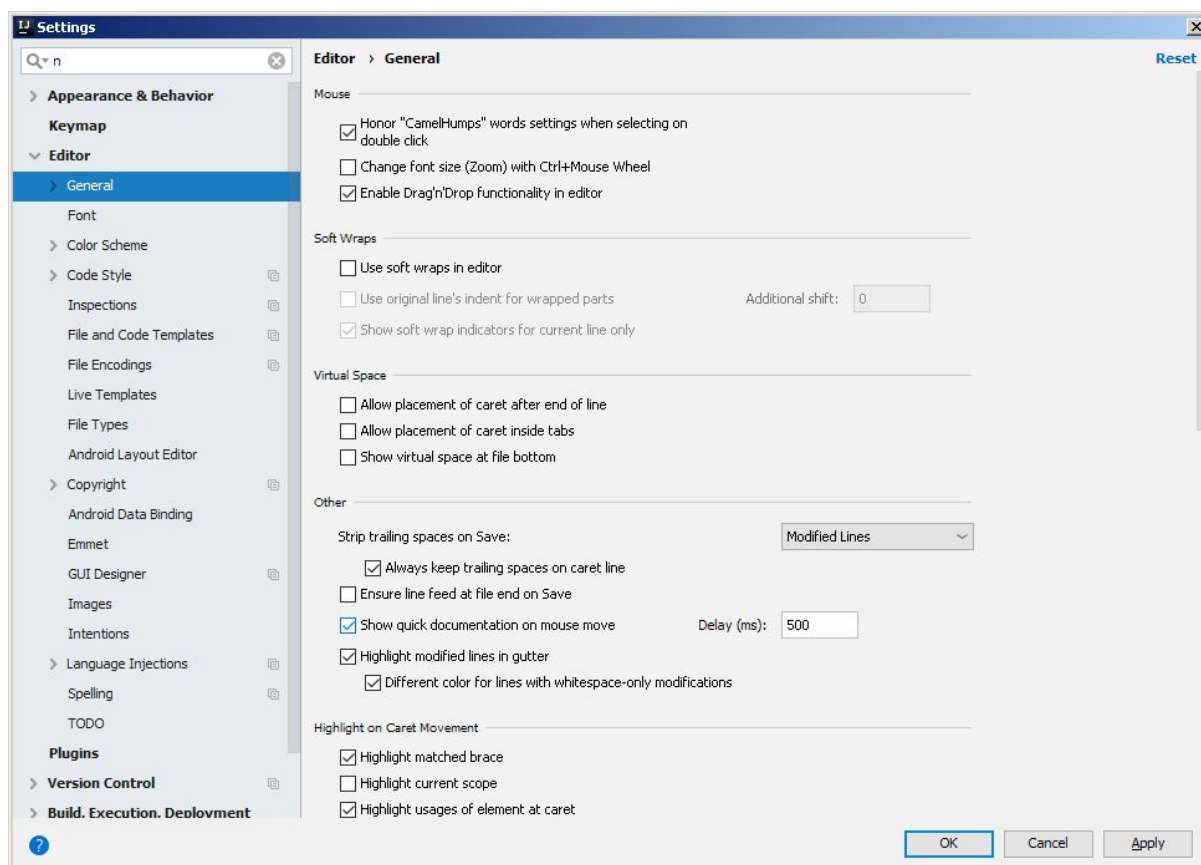 IJ Settings
n
Appearance & Behavior
Keymap
Editor
General
Font
Color Scheme
Code Style
Inspections
File and Code Templates
File Encodings
Live Templates
File Types
Android Layout Editor
Copyright
Android Data Binding
Emmet
GUI Designer
Images
Intentions
Language Injections
Spelling
TODO
Plugins
Version Control
Build, Execution, Deployment
?
Editor › General
Reset
Mouse
Honor "CamelHumps" words settings when selecting on
double click
Change font size (Zoom) with Ctrl+Mouse Wheel
Enable Drag'n'Drop functionality in editor
Soft Wraps
Use soft wraps in editor
Use original line's indent for wrapped parts Additional shift: 0
Show soft wrap indicators for current line only
Virtual Space
Allow placement of caret after end of line
Allow placement of caret inside tabs
Show virtual space at file bottom
Other
Strip trailing spaces on Save: Modified Lines
Always keep trailing spaces on caret line
Ensure line feed at file end on Save
Show quick documentation on mouse move Delay (ms): 500
Highlight modified lines in gutter
Different color for lines with whitespace-only modifications
Highlight on Caret Movement
Highlight matched brace
Highlight current scope
Highlight usages of element at caret
OK Cancel Apply